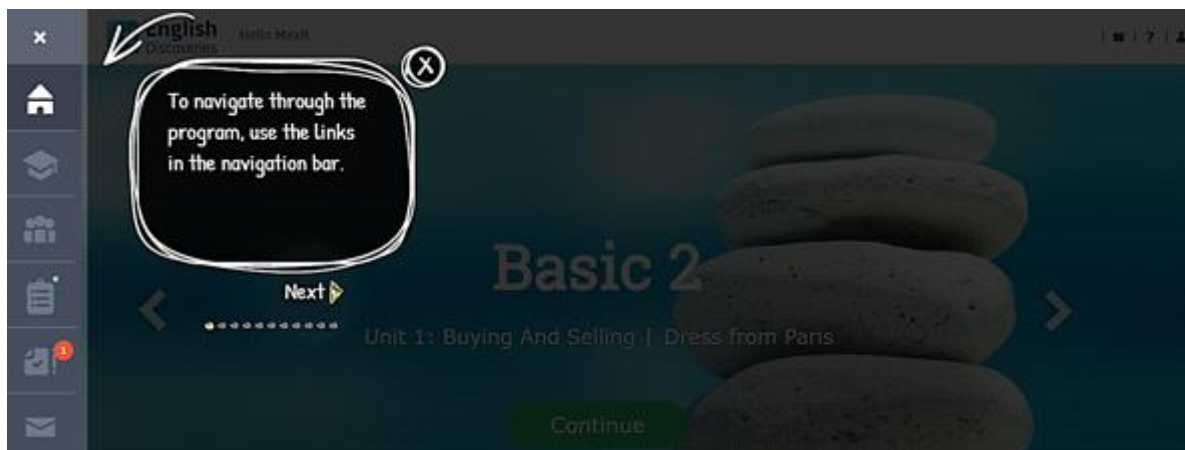 English
Discoveries
X
To navigate through the
program, use the links
in the navigation bar.
Next
Basic 2
Unit 1: Buying And Selling | Dress from Paris
Continue
?
1